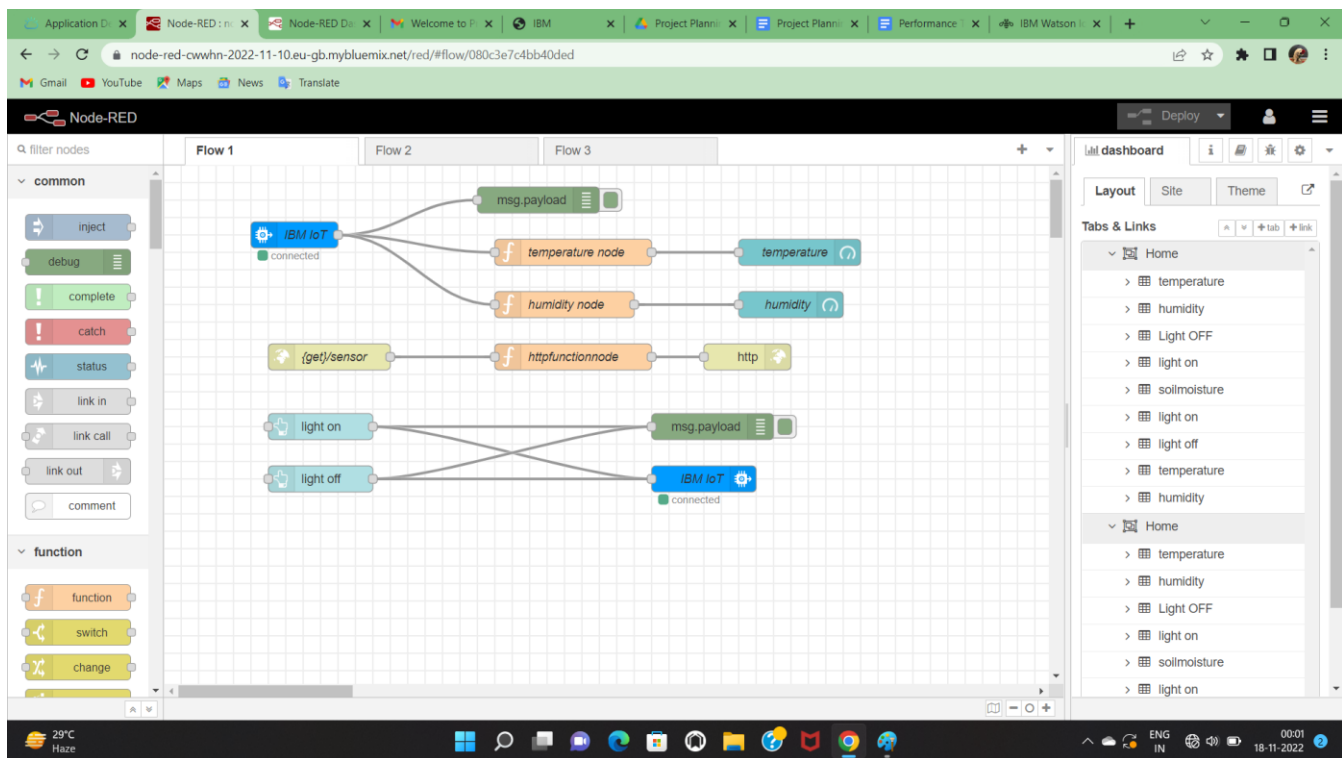 Application De
Node-RED : n
Node-RED Da
Welcome to P
IBM
Project Planni
Project Plannin
Performance T
IBM Watson Io
node-red-cwwhn-2022-11-10.eu-gb.mybluemix.net/red/#flow/080c3e7c4bb40ded
Gmail
YouTube
Maps
News
Translate
Node-RED
Deploy
filter nodes
common
inject
debug
complete
catch
status
link in
link call
link out
comment
function
function
switch
change
Flow 1
Flow 2
Flow 3
msg.payload
IBM IoT
connected
temperature node
temperature
humidity node
humidity
{get}/sensor
httpfunctionnode
http
light on
msg.payload
light off
IBM IoT
connected
dashboard
Layout
Site
Theme
Tabs & Links
+ tab
+ link
Home
temperature
humidity
Light OFF
light on
soilmoisture
light on
light off
temperature
humidity
Home
temperature
humidity
Light OFF
light on
soilmoisture
light on
29°C
Haze
ENG
IN
00:01
18-11-2022
2